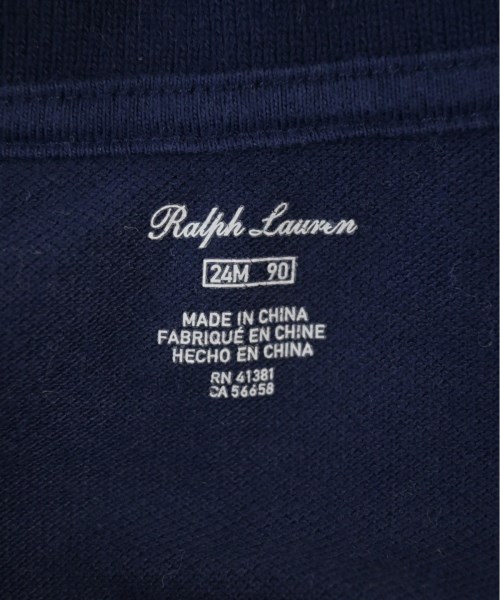 Ralph Lauren
24M 90
MADE IN CHINA
FABRIQUÉ EN CHINE
HECHO EN CHINA
RN 41381
CA 56658